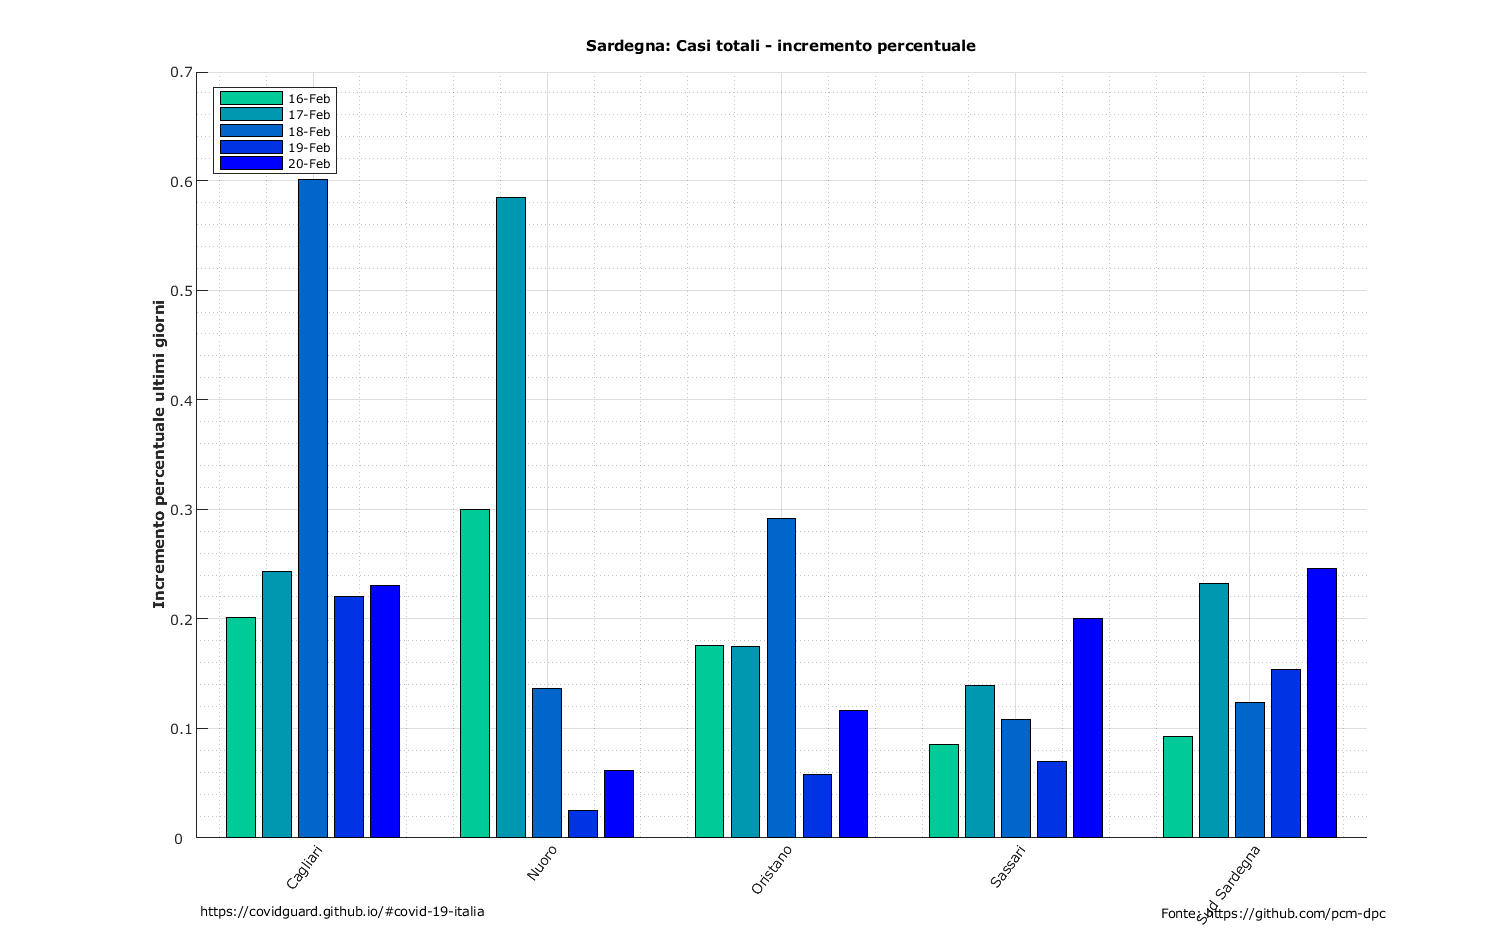 Sardegna: Casi totali - incremento percentuale
0.7
0.6
0.5
0.4
0.3
0.2
0.1
0
Incremento percentuale ultimi giorni
16-Feb
17-Feb
18-Feb
19-Feb
20-Feb
Cagliari
Nuoro
Oristano
Sassari
Sud Sardegna
https://covidguard.github.io/#covid-19-italia
Fonte: https://github.com/pcm-dpc